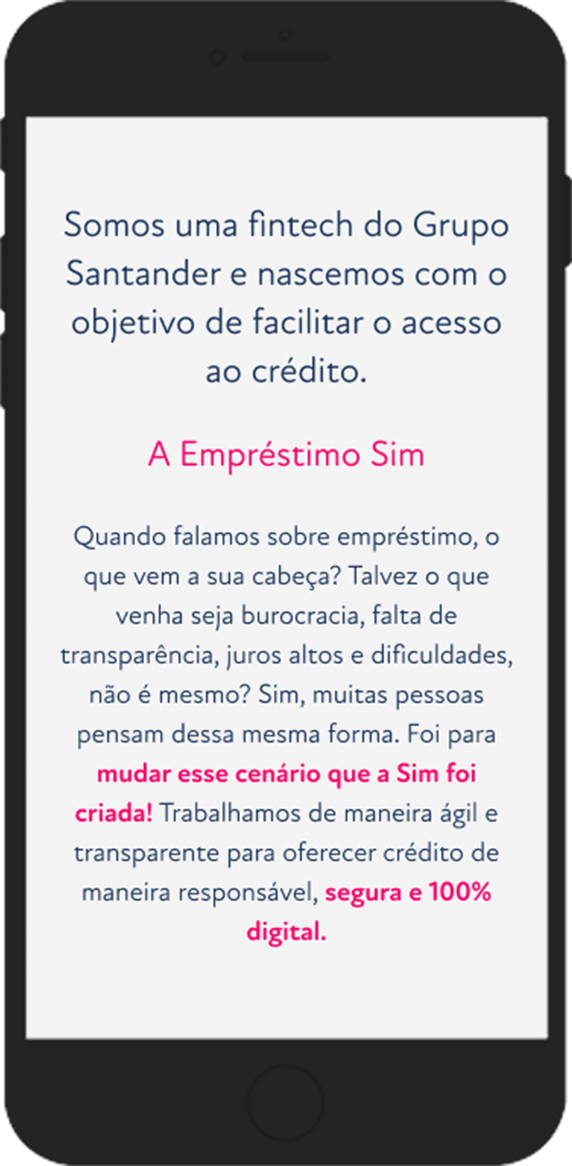 Somos uma fintech do Grupo
Santander e nascemos com o
objetivo de facilitar o acesso
ao crédito.
A Empréstimo Sim
Quando falamos sobre empréstimo, o
que vem a sua cabeça? Talvez o que
venha seja burocracia, falta de
transparência, juros altos e dificuldades,
não é mesmo? Sim, muitas pessoas
pensam dessa mesma forma. Foi para
mudar esse cenário que a Sim foi
criada! Trabalhamos de maneira ágil e
transparente para oferecer crédito de
maneira responsável, segura e 100%
digital.